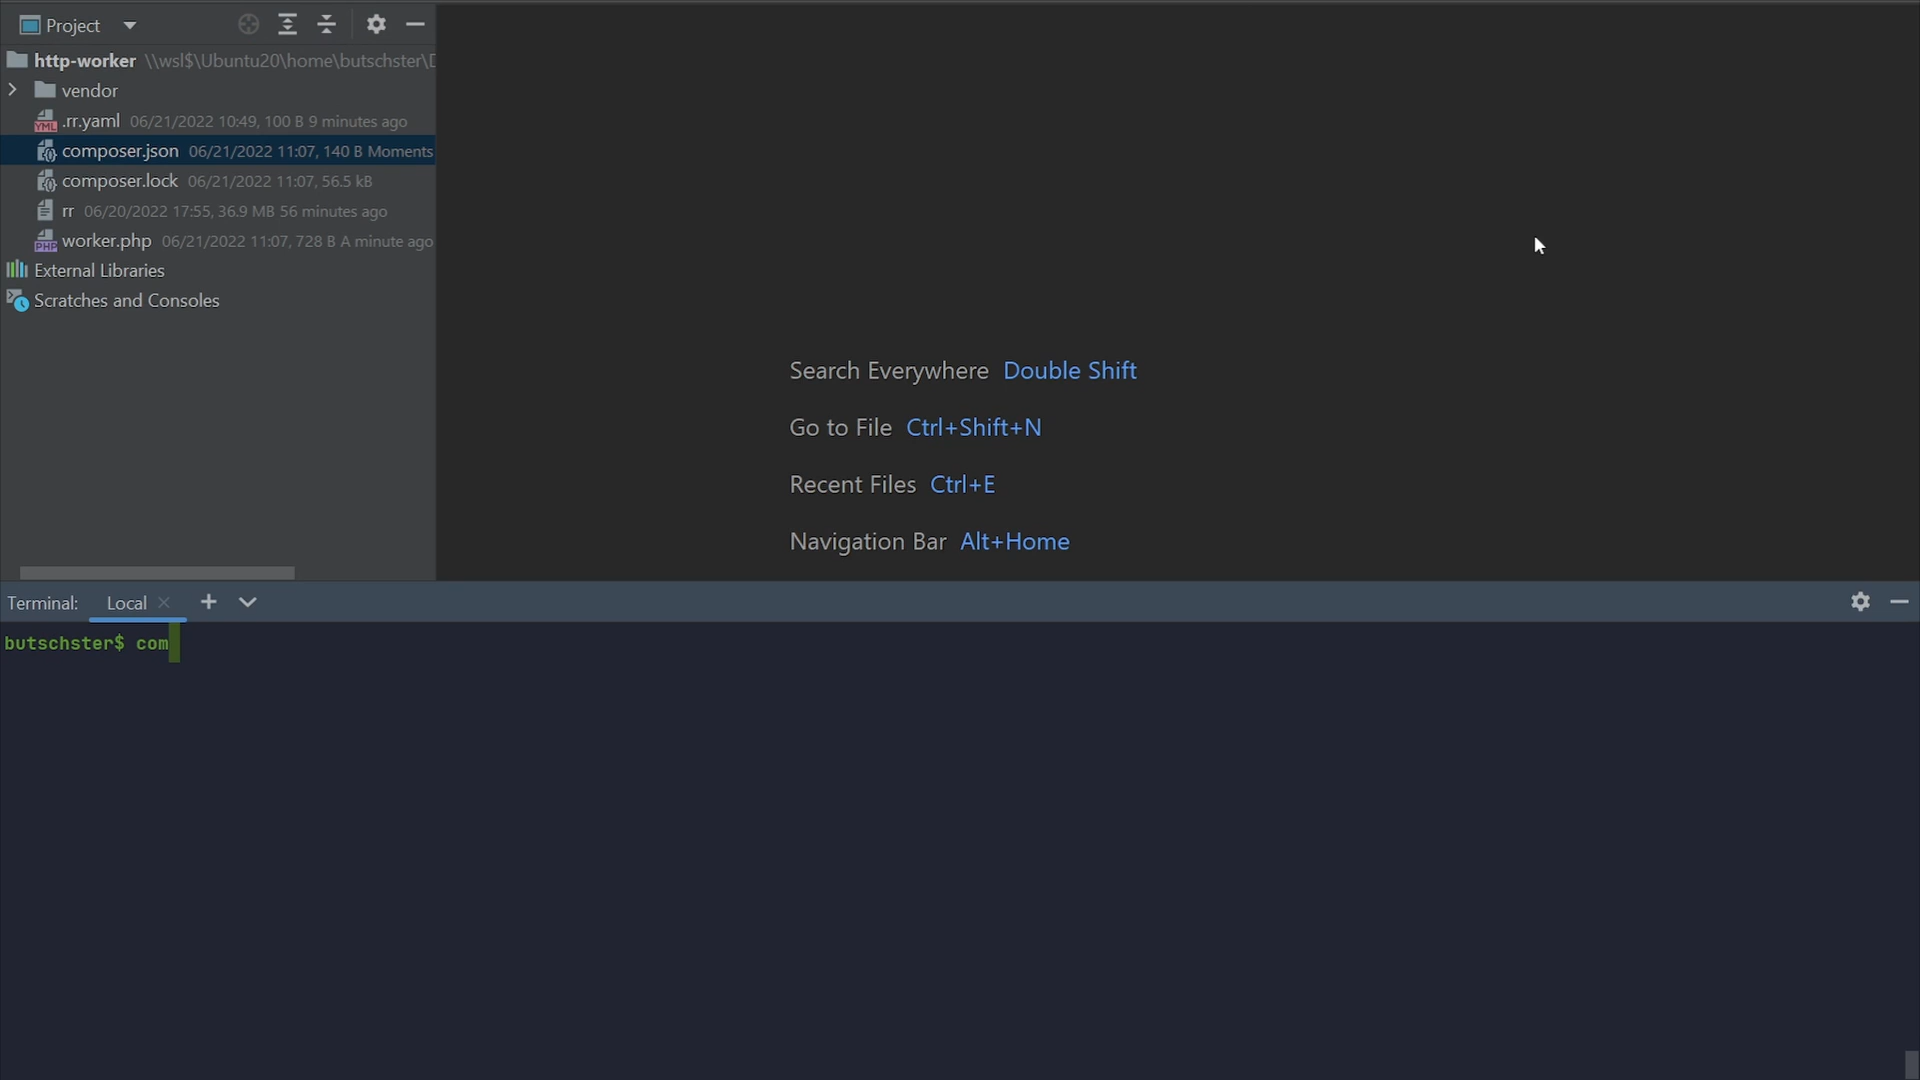 Project
http-worker \\wsl$\Ubuntu20\home\butschster\
vendor
.rr.yaml 06/21/2022 10:49, 100 B 9 minutes ago
composer.json 06/21/2022 11:07, 140 B Moments
composer.lock 06/21/2022 11:07, 56.5 kB
rr 06/20/2022 17:55, 36.9 MB 56 minutes ago
worker.php 06/21/2022 11:07, 728 B A minute ago
External Libraries
Scratches and Consoles
Search Everywhere Double Shift
Go to File Ctrl+Shift+N
Recent Files Ctrl+E
Navigation Bar Alt+Home
Terminal: Local
butschster$ com